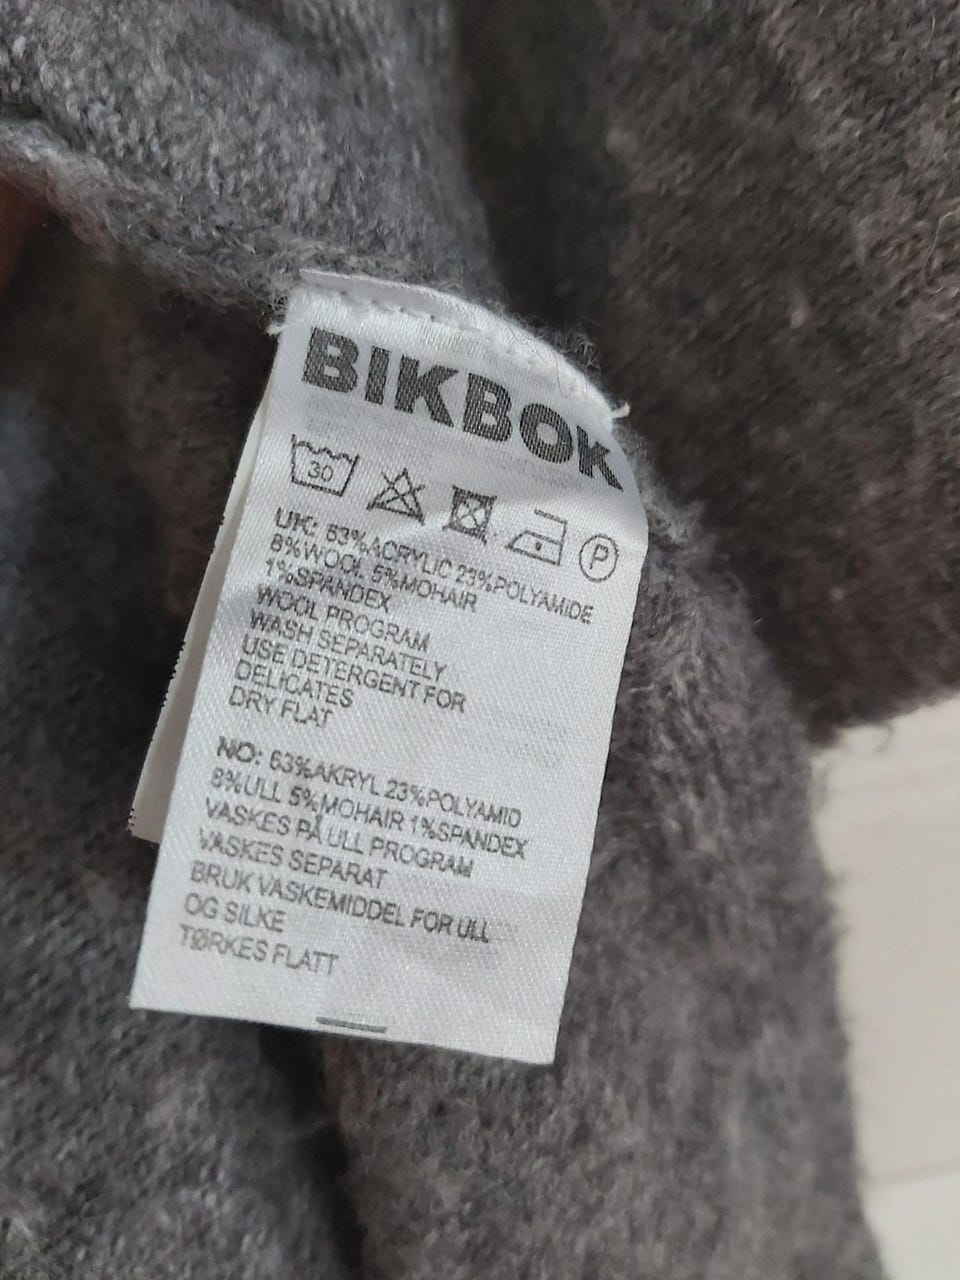 BIKBOK
30
P
UK: 63%ACRYLIC 23%POLYAMIDE
8%WOOL 5%MOHAIR
1%SPANDEX
WOOL PROGRAM
WASH SEPARATELY
USE DETERGENT FOR
DELICATES
DRY FLAT
NO: 63%AKRYL 23%POLYAMID
8%ULL 5%MOHAIR 1%SPANDEX
VASKES PÅ ULL PROGRAM
VASKES SEPARAT
BRUK VASKEMIDDEL FOR ULL
OG SILKE
TØRKES FLATT